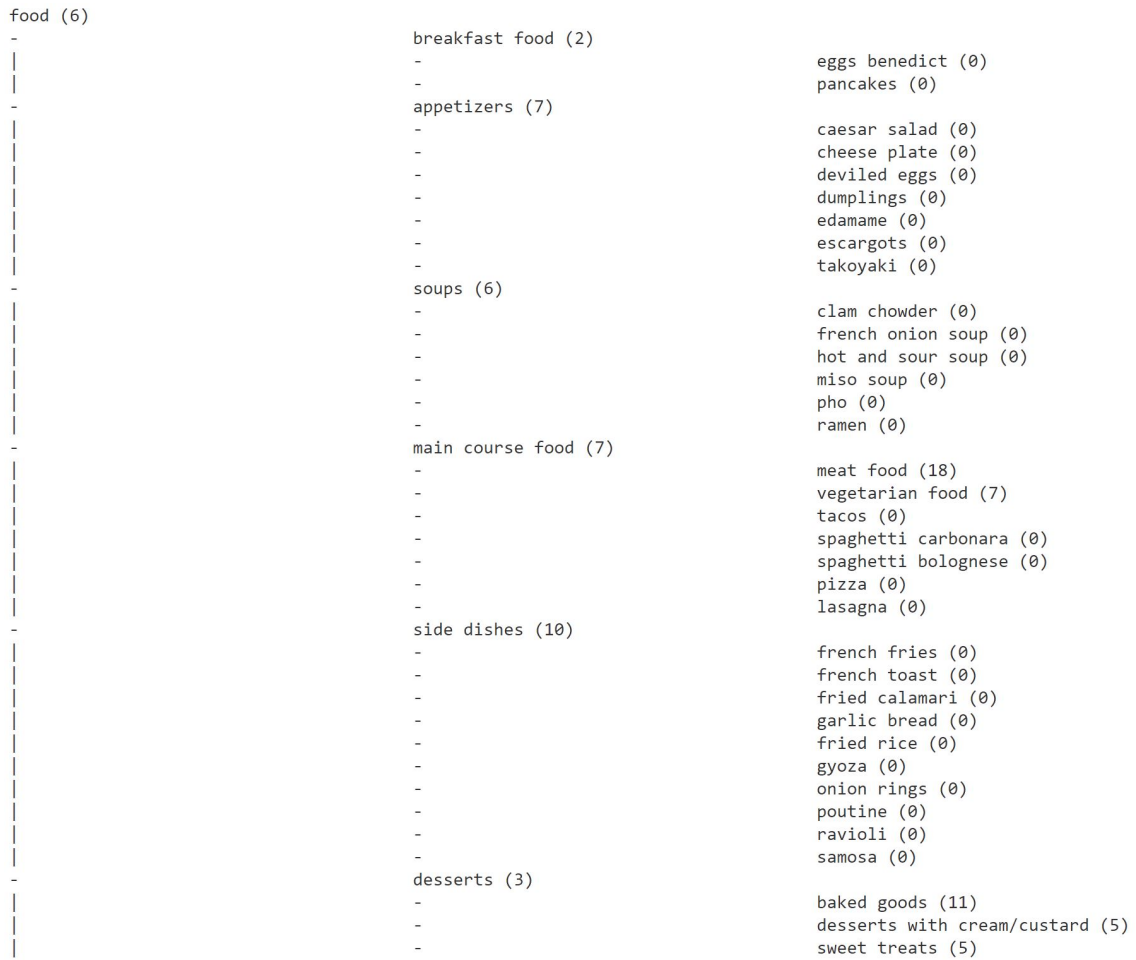 food (6)
- breakfast food (2)
| - eggs benedict (0)
| - pancakes (0)
- appetizers (7)
| - caesar salad (0)
| - cheese plate (0)
| - deviled eggs (0)
| - dumplings (0)
| - edamame (0)
| - escargots (0)
| - takoyaki (0)
- soups (6)
| - clam chowder (0)
| - french onion soup (0)
| - hot and sour soup (0)
| - miso soup (0)
| - pho (0)
| - ramen (0)
- main course food (7)
| - meat food (18)
| - vegetarian food (7)
| - tacos (0)
| - spaghetti carbonara (0)
| - spaghetti bolognese (0)
| - pizza (0)
| - lasagna (0)
- side dishes (10)
| - french fries (0)
| - french toast (0)
| - fried calamari (0)
| - garlic bread (0)
| - fried rice (0)
| - gyoza (0)
| - onion rings (0)
| - poutine (0)
| - ravioli (0)
| - samosa (0)
- desserts (3)
| - baked goods (11)
| - desserts with cream/custard (5)
| - sweet treats (5)